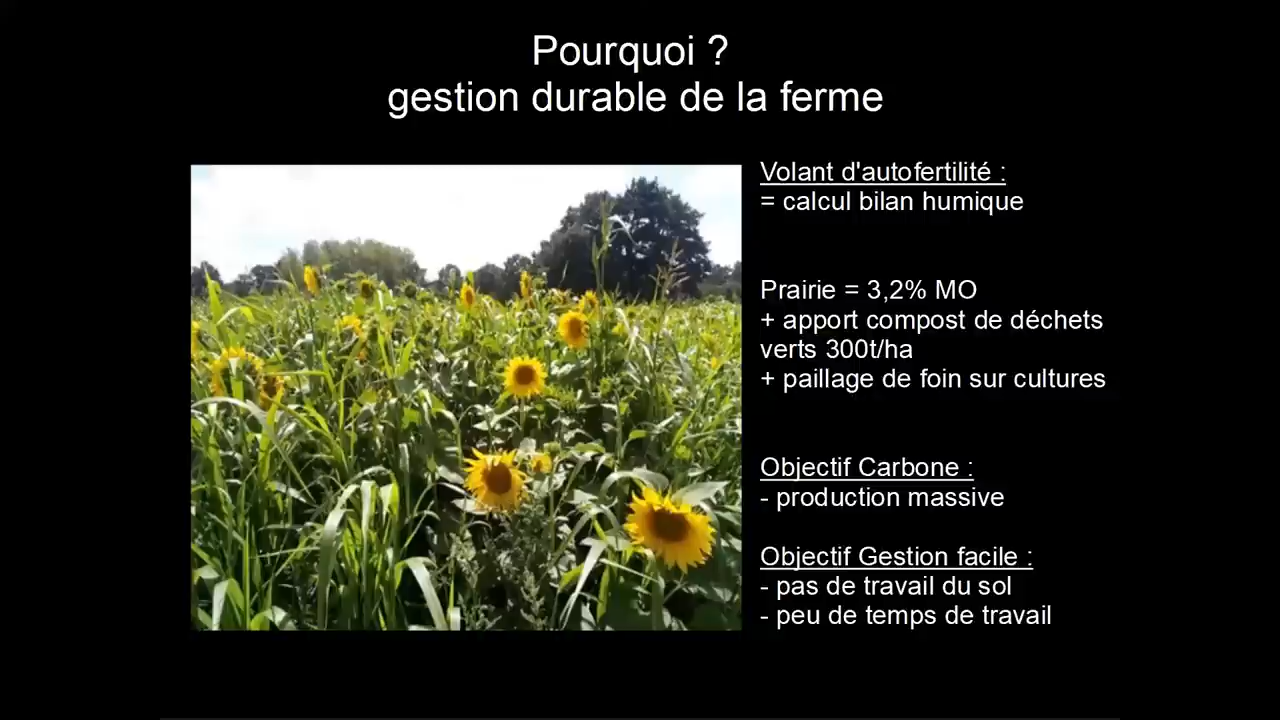 Pourquoi ?
gestion durable de la ferme
Volant d'autofertilité :
= calcul bilan humique
Prairie = 3,2% MO
+ apport compost de déchets
verts 300t/ha
+ paillage de foin sur cultures
Objectif Carbone :
- production massive
Objectif Gestion facile :
- pas de travail du sol
- peu de temps de travail